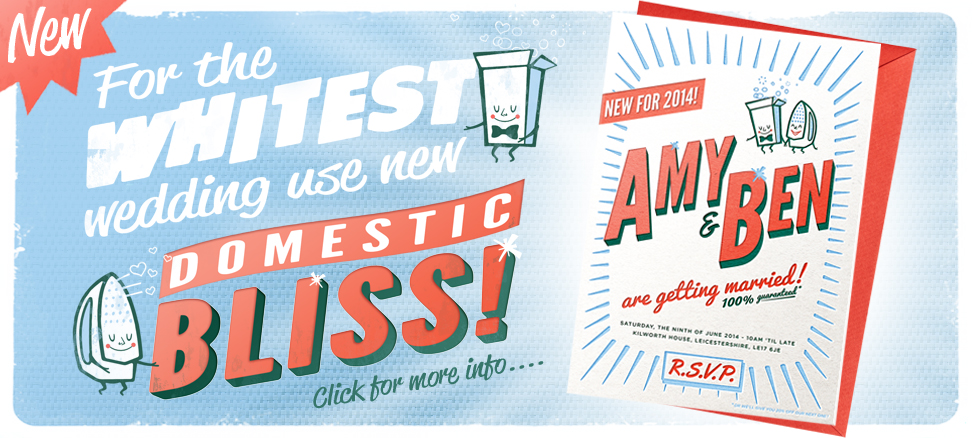 New
For the
WHITEST
wedding use new
DOMESTIC
BLISS!
Click for more info....
NEW FOR 2014!
AMY
&
BEN
are getting married!
100% guaranteed*
SATURDAY, THE NINTH OF JUNE 2014 - 10AM 'TIL LATE
KILWORTH HOUSE, LEICESTERSHIRE, LE17 8JE
R.S.V.P.